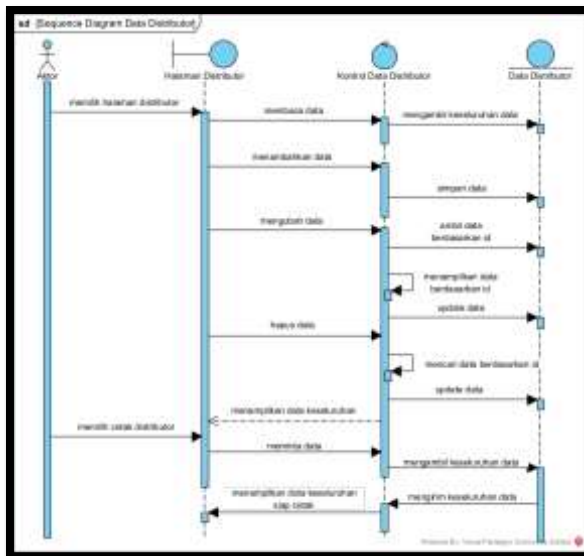 sd [Sequence Diagram Data Distributor]
Aktor
Halaman Distributor
Kontrol Data Distributor
Data Distributor
memilih halaman distributor
membaca data
mengambil keseluruhan data
menambahkan data
simpan data
mengubah data
ambil data
berdasarkan id
menampilkan data
berdasarkan id
update data
hapus data
mencari data berdasarkan id
update data
menampilkan data keseluruhan
memilih cetak distributor
meminta data
mengambil keseluruhan data
mengirim keseluruhan data
menampilkan data keseluruhan
siap cetak